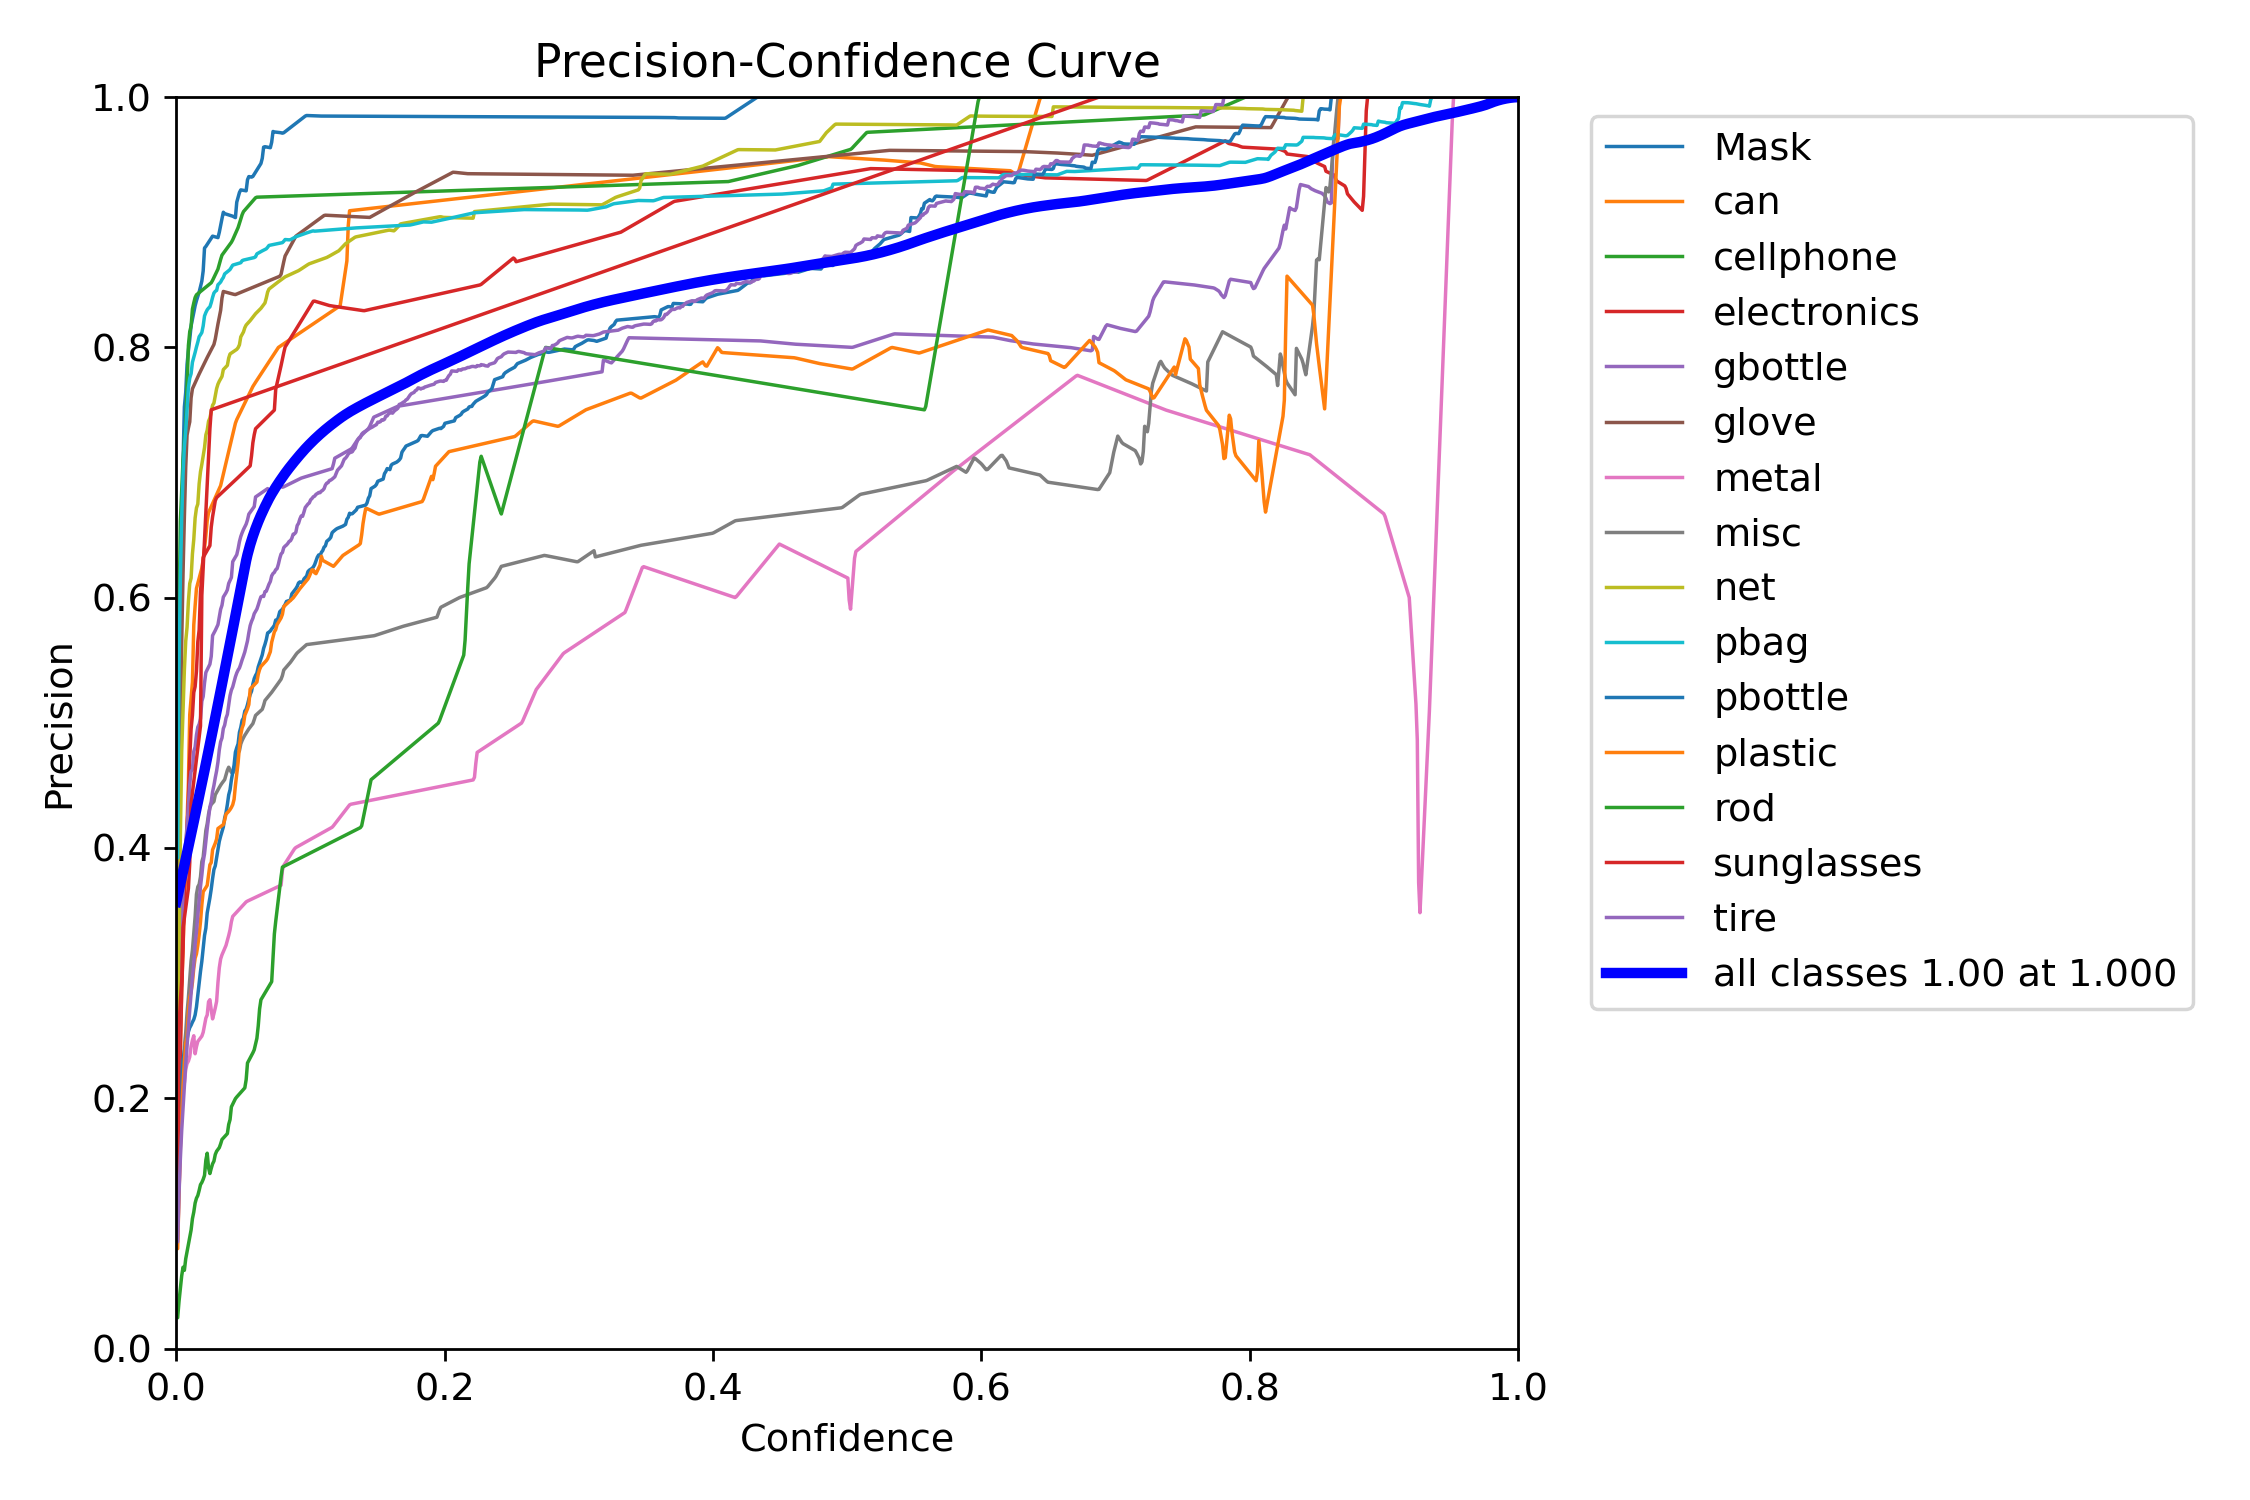 Precision-Confidence Curve
1.0
0.8
0.6
0.4
0.2
0.0
Precision
0.0 0.2 0.4 0.6 0.8 1.0
Confidence
Mask
can
cellphone
electronics
gbottle
glove
metal
misc
net
pbag
pbottle
plastic
rod
sunglasses
tire
all classes 1.00 at 1.000